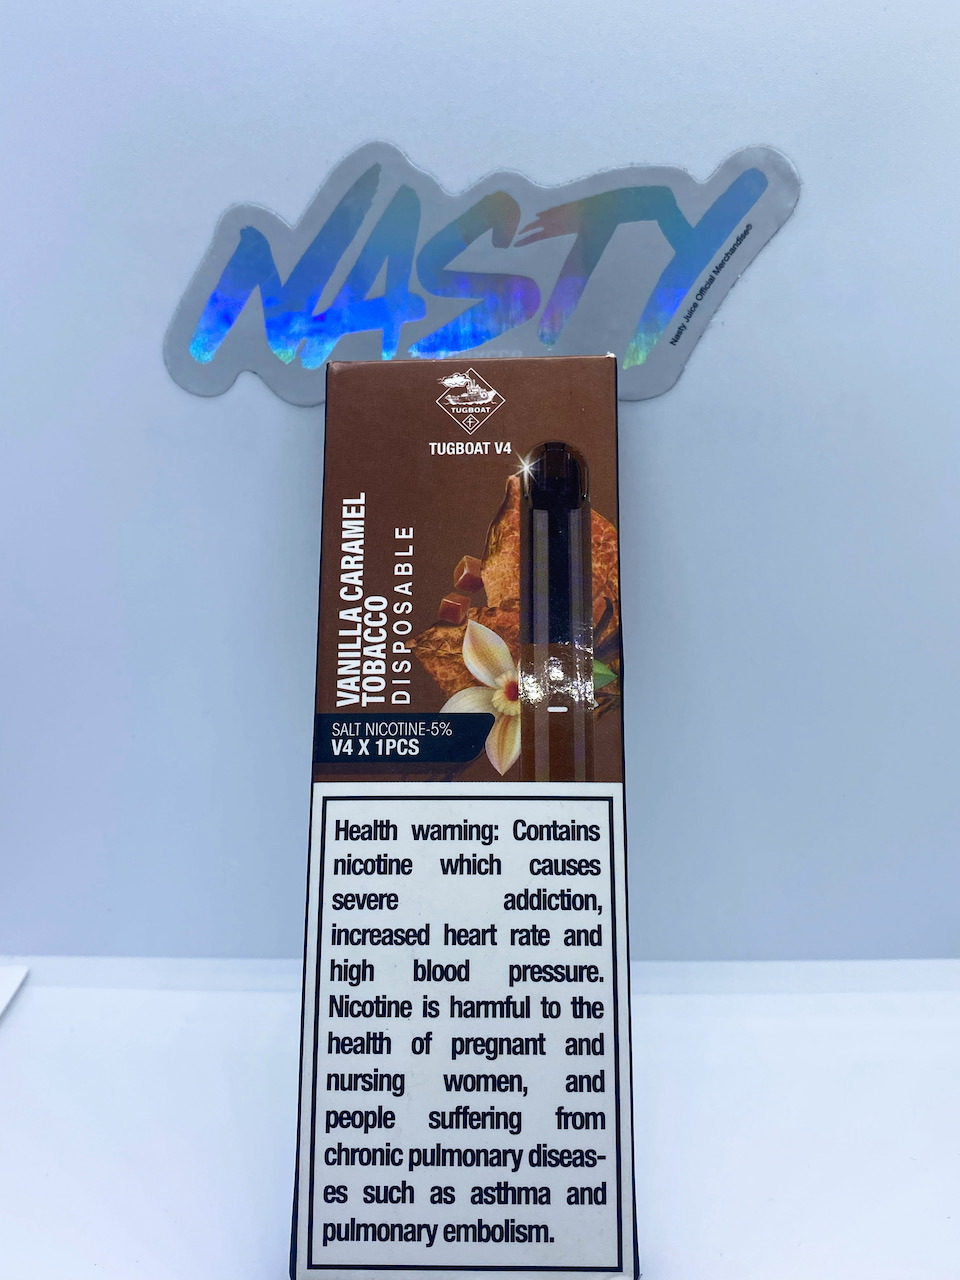 NASTY
Nasty Juice Official Merchandise®
TUGBOAT
TUGBOAT V4
VANILLA CARAMEL
TOBACCO
DISPOSABLE
SALT NICOTINE-5%
V4 X 1PCS
Health warning: Contains
nicotine which causes
severe addiction,
increased heart rate and
high blood pressure.
Nicotine is harmful to the
health of pregnant and
nursing women, and
people suffering from
chronic pulmonary diseas-
es such as asthma and
pulmonary embolism.